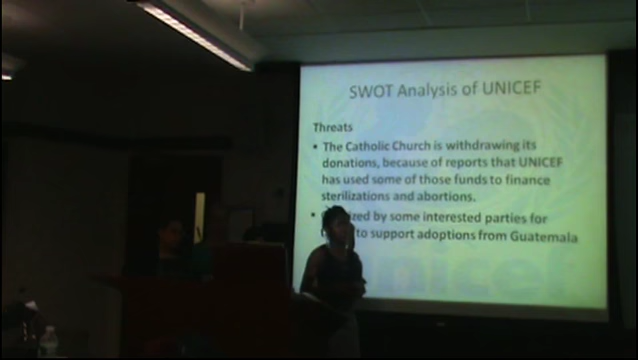 SWOT Analysis of UNICEF
Threats
• The Catholic Church is withdrawing its
donations, because of reports that UNICEF
has used some of those funds to finance
sterilizations and abortions.
• by some interested parties for
to support adoptions from Guatemala